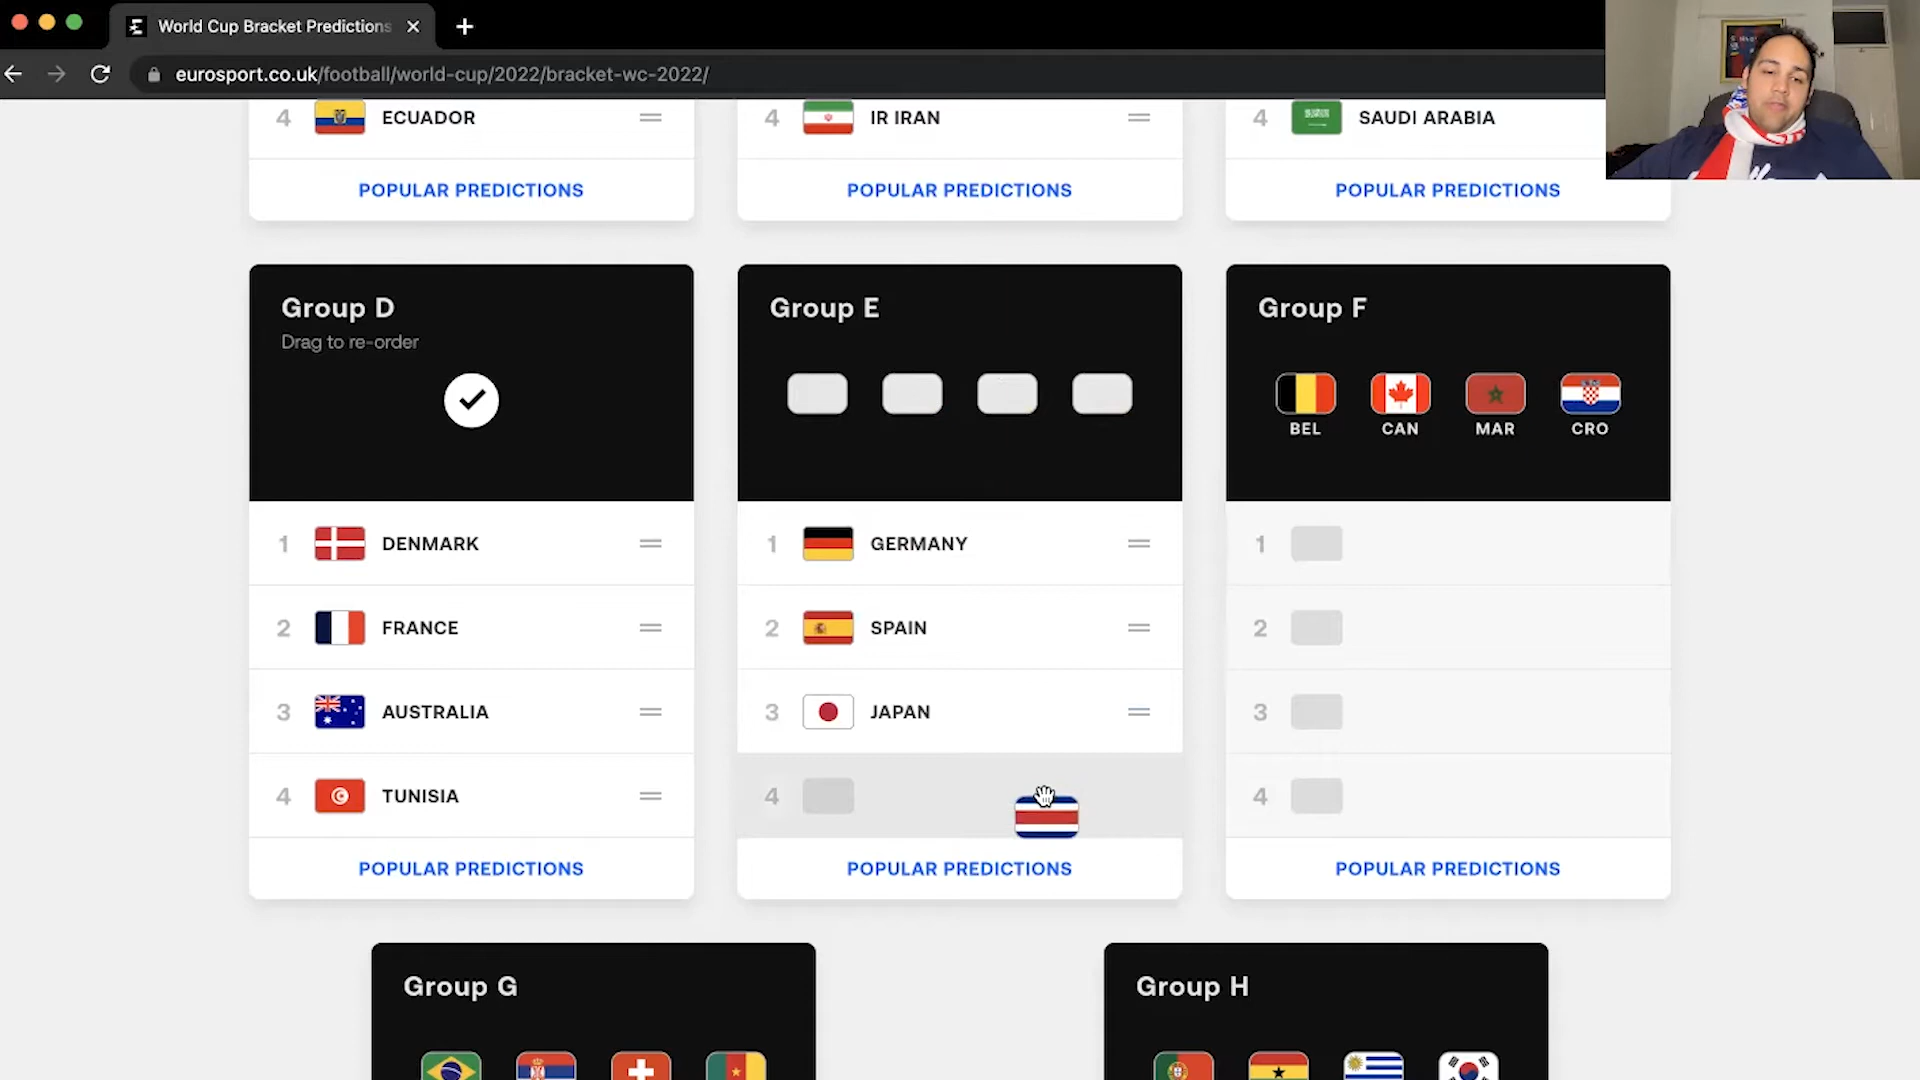 World Cup Bracket Predictions
eurosport.co.uk/football/world-cup/2022/bracket-wc-2022/
4 ECUADOR
4 IR IRAN
4 SAUDI ARABIA
POPULAR PREDICTIONS
POPULAR PREDICTIONS
POPULAR PREDICTIONS
Group D
Drag to re-order
1 DENMARK
2 FRANCE
3 AUSTRALIA
4 TUNISIA
POPULAR PREDICTIONS
Group E
1 GERMANY
2 SPAIN
3 JAPAN
4
POPULAR PREDICTIONS
Group F
BEL CAN MAR CRO
1
2
3
4
POPULAR PREDICTIONS
Group G
Group H